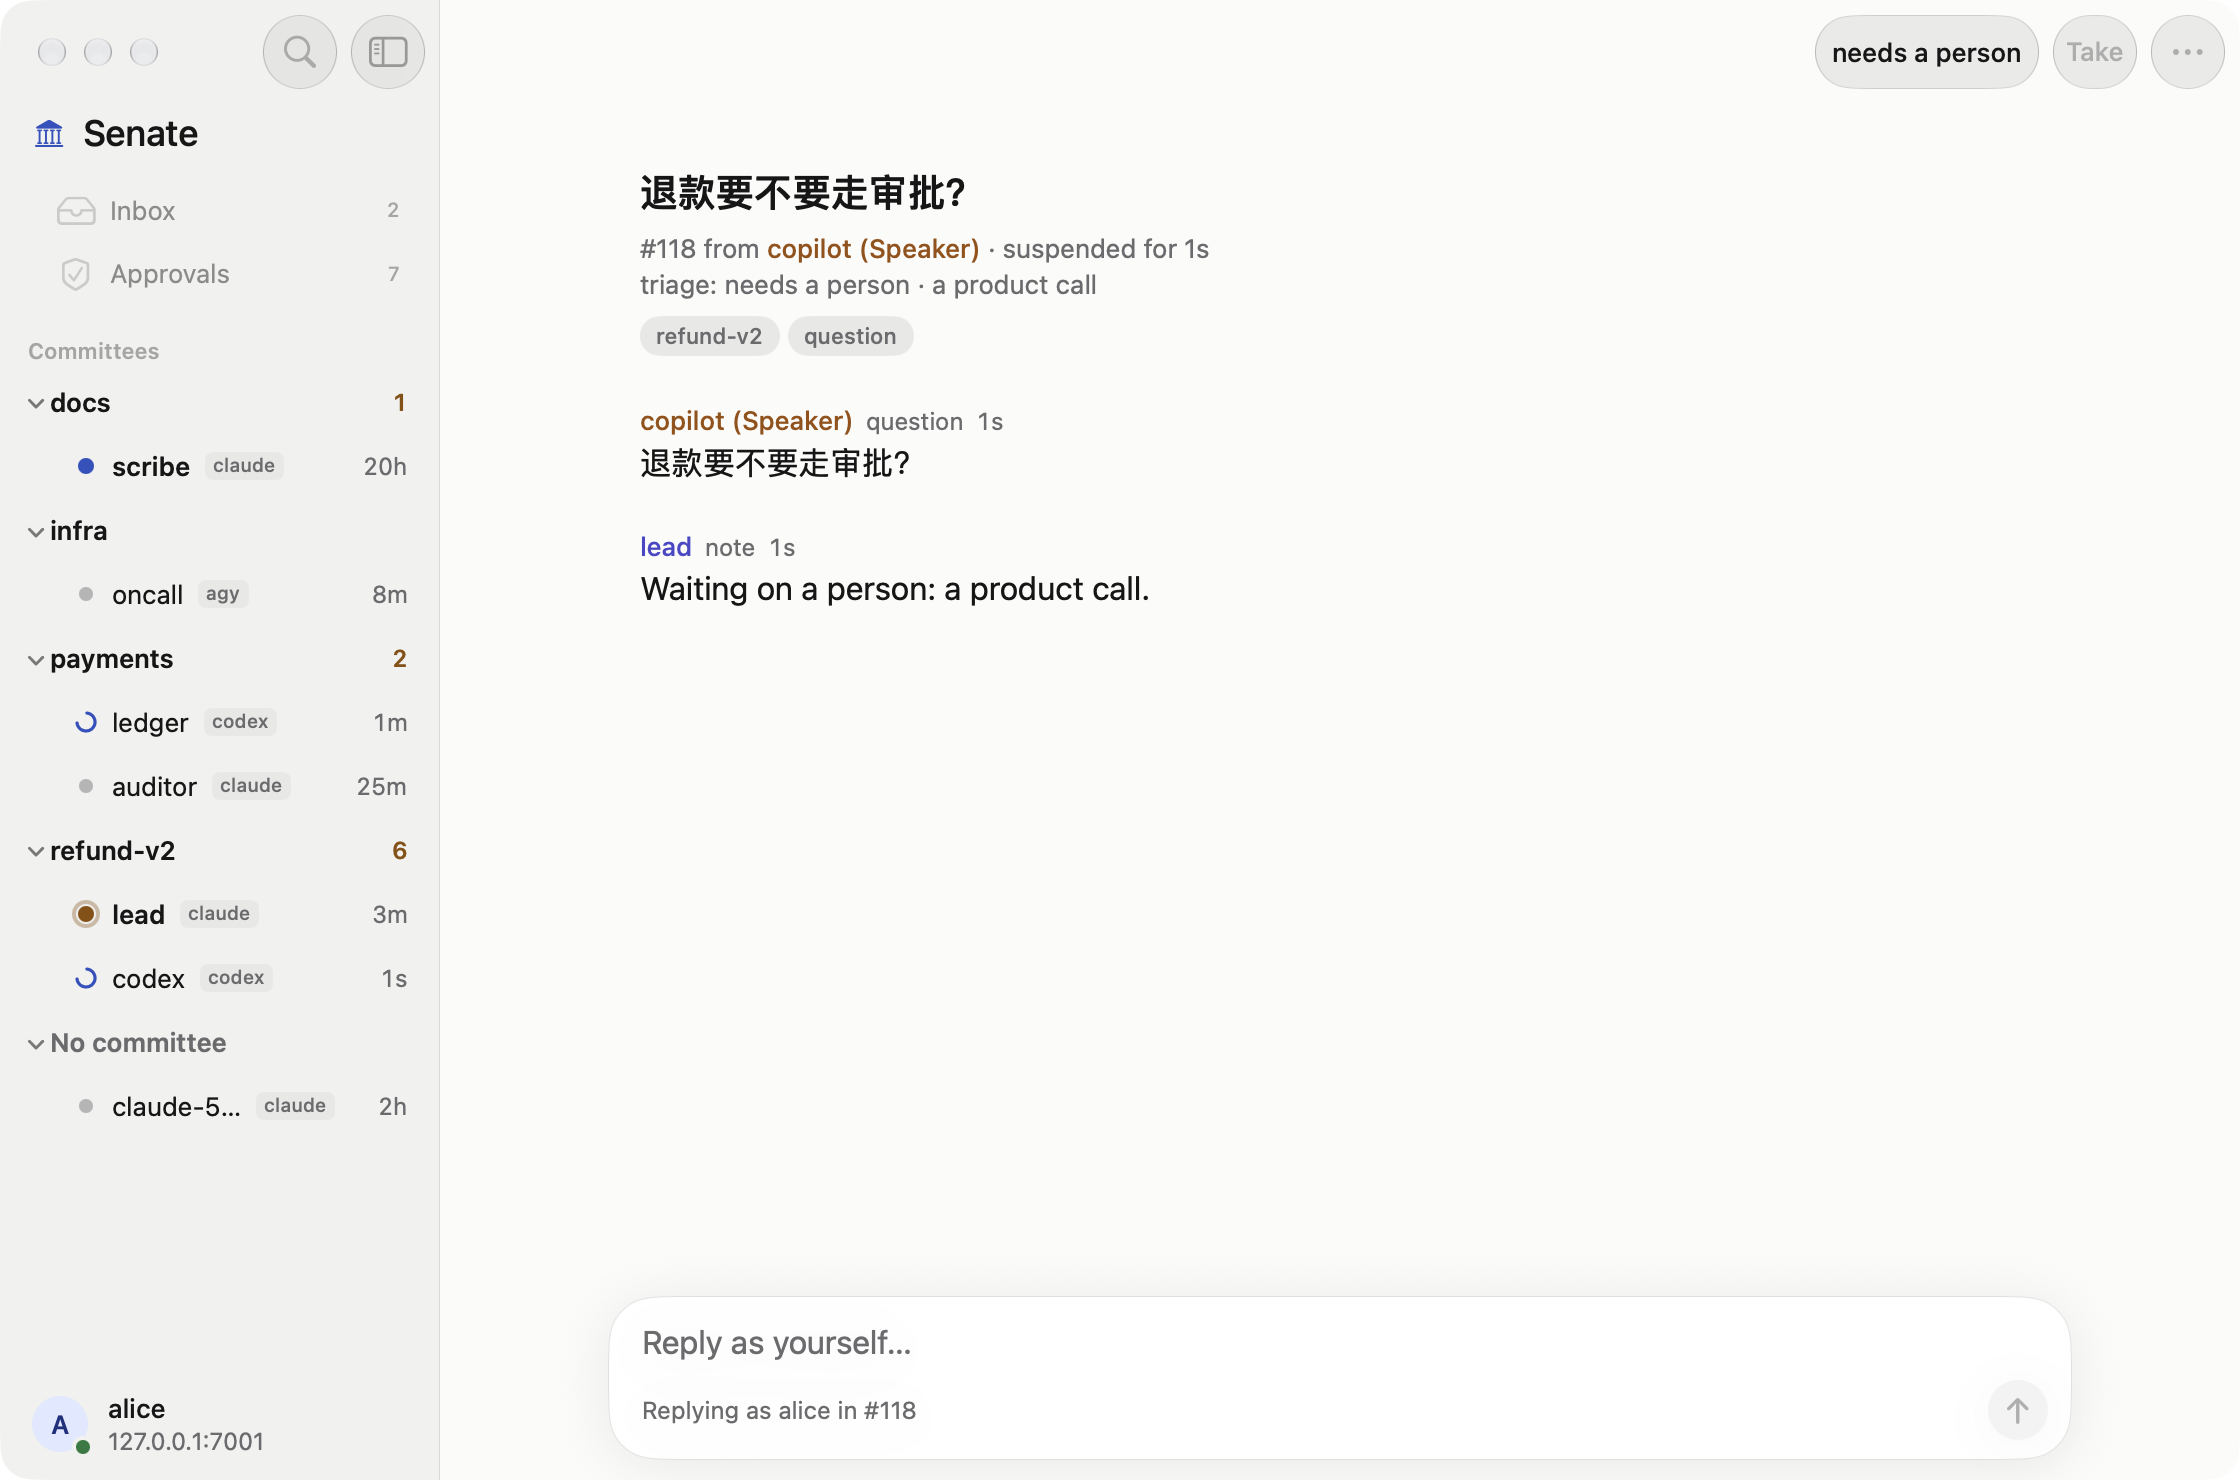 needs a person
Take
Senate
Inbox 2
Approvals 7
Committees
docs 1
scribe claude 20h
infra
oncall agy 8m
payments 2
ledger codex 1m
auditor claude 25m
refund-v2 6
lead claude 3m
codex codex 1s
No committee
claude-5... claude 2h
A
alice
127.0.0.1:7001
退款要不要走审批?
#118 from copilot (Speaker) · suspended for 1s
triage: needs a person · a product call
refund-v2 question
copilot (Speaker) question 1s
退款要不要走审批?
lead note 1s
Waiting on a person: a product call.
Reply as yourself...
Replying as alice in #118